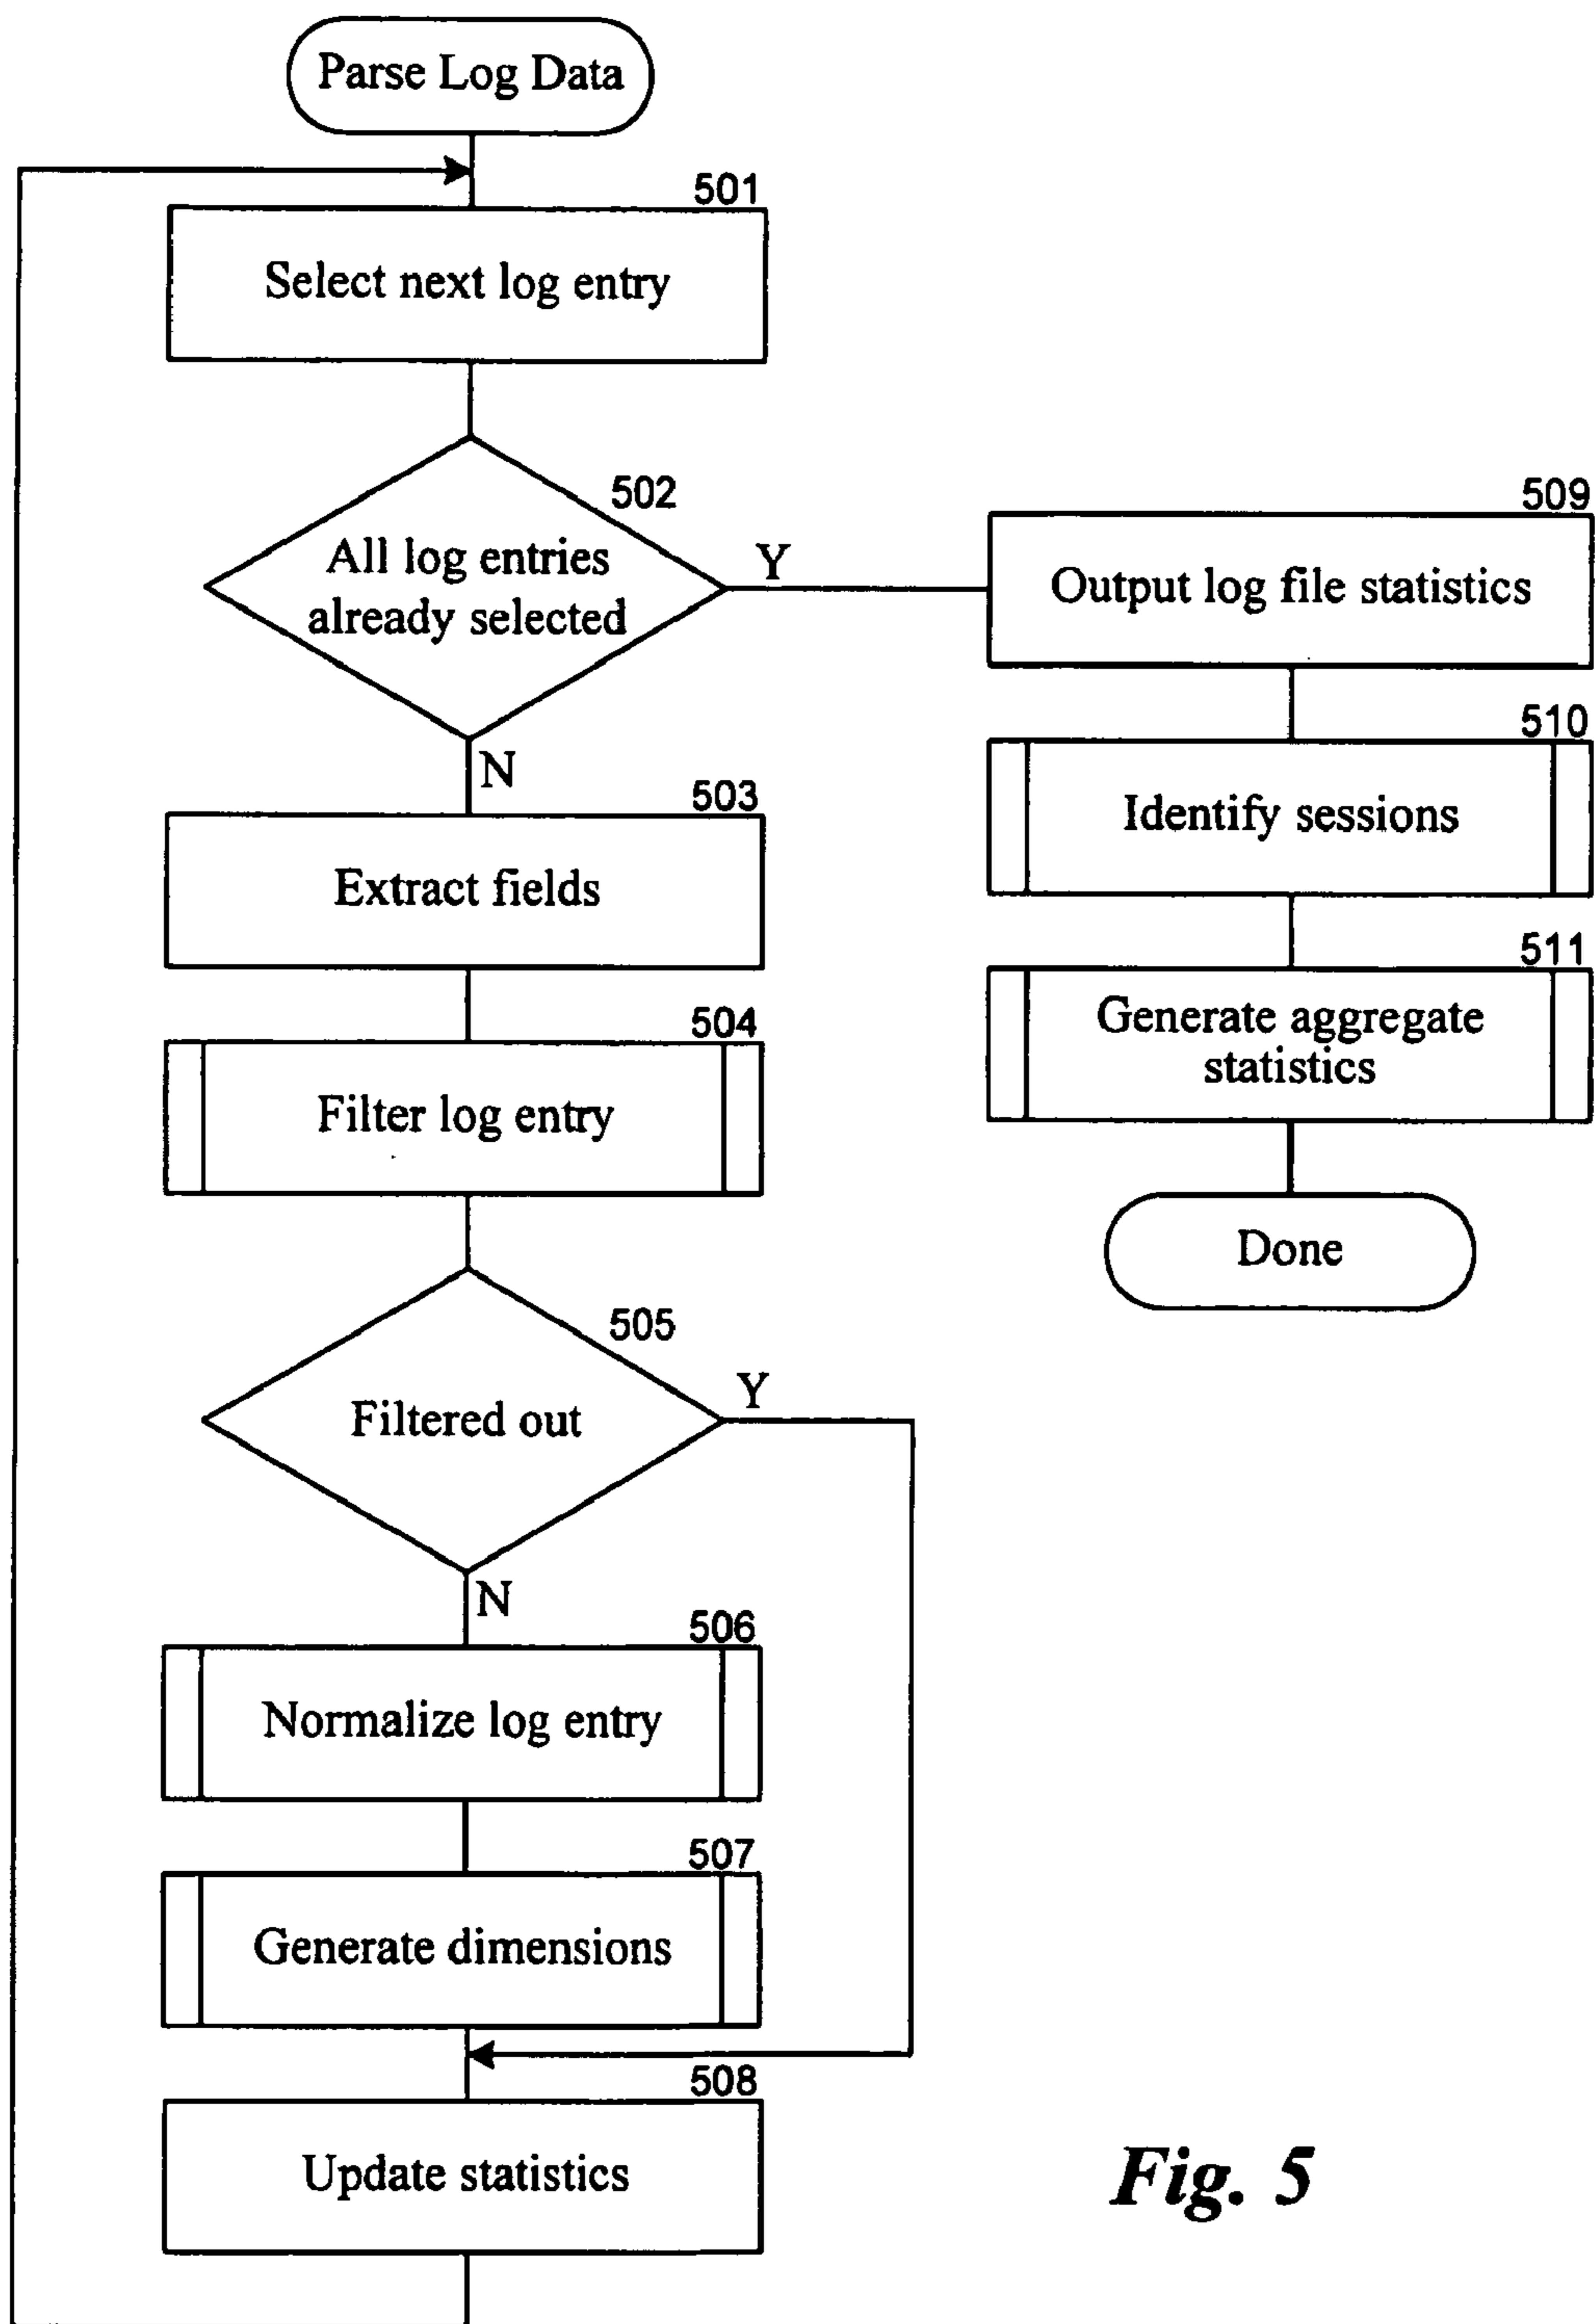 Parse Log Data
501
Select next log entry
502
All log entries
already selected
Y
N
503
Extract fields
504
Filter log entry
505
Filtered out
Y
N
506
Normalize log entry
507
Generate dimensions
508
Update statistics
509
Output log file statistics
510
Identify sessions
511
Generate aggregate
statistics
Done
Fig. 5